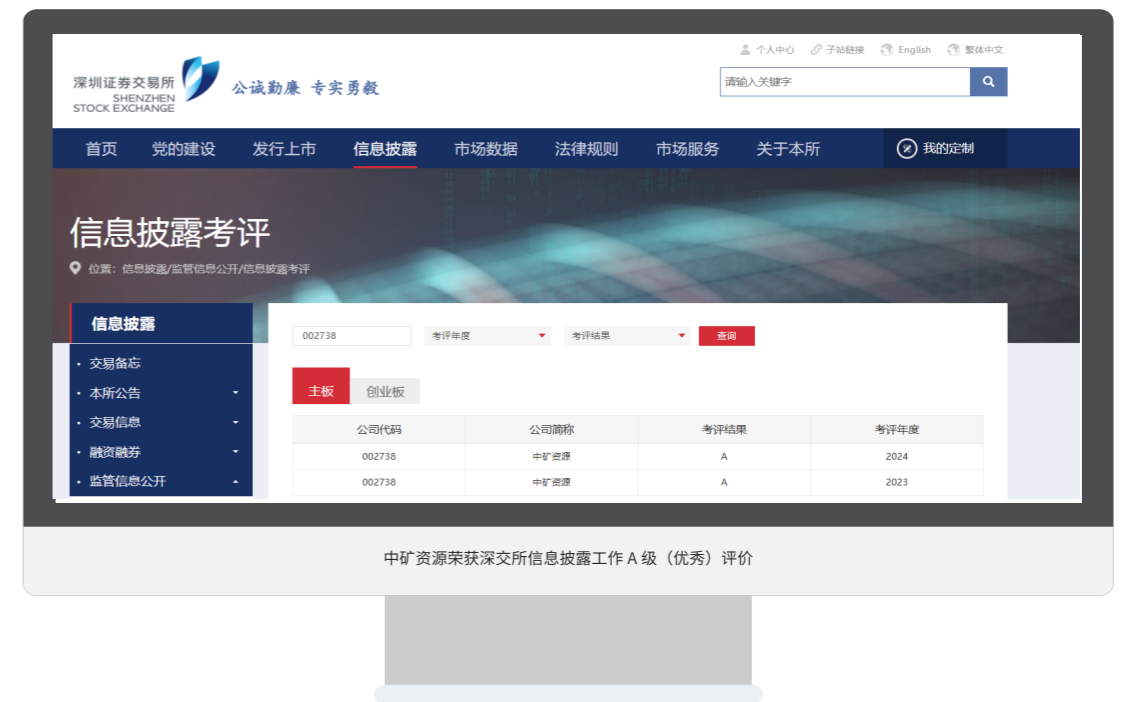 个人中心 子站链接 English 繁体中文
深圳证券交易所
SHENZHEN
STOCK EXCHANGE
公诚勤廉 专实勇毅
请输入关键字
首页 党的建设 发行上市 信息披露 市场数据 法律规则 市场服务 关于本所 我的定制
信息披露考评
位置：信息披露/监管信息公开/信息披露考评
信息披露
· 交易备忘
· 本所公告
· 交易信息
· 融资融券
· 监管信息公开
002738 考评年度 考评结果 查询
主板 创业板
公司代码 公司简称 考评结果 考评年度
002738 中矿资源 A 2024
002738 中矿资源 A 2023
中矿资源荣获深交所信息披露工作 A 级（优秀）评价